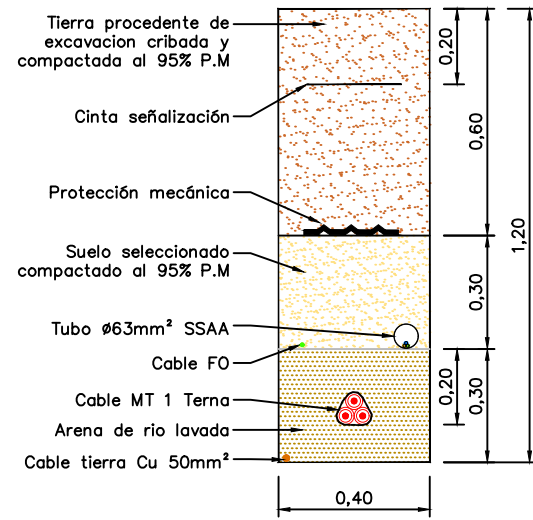 Tierra procedente de
excavacion cribada y
compactada al 95% P.M
Cinta señalización
Protección mecánica
Suelo seleccionado
compactado al 95% P.M
Tubo ø63mm² SSAA
Cable FO
Cable MT 1 Terna
Arena de rio lavada
Cable tierra Cu 50mm²
0,20
0,60
1,20
0,30
0,20
0,30
0,40